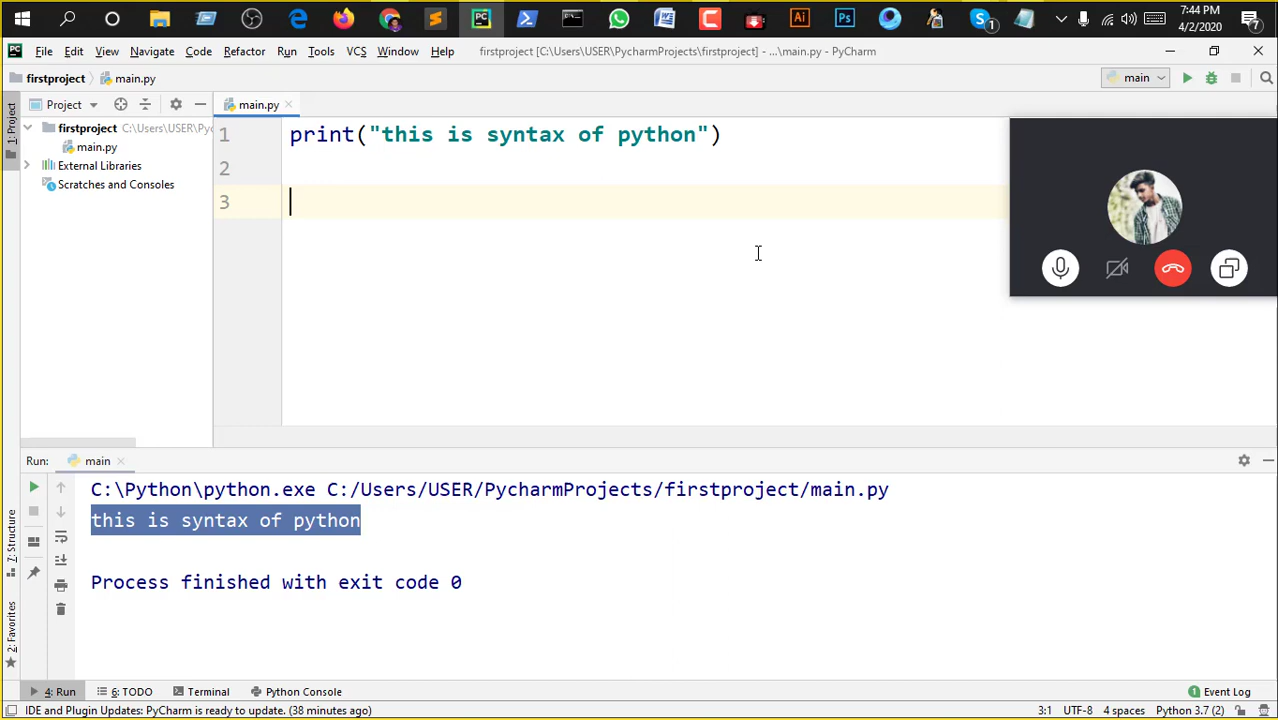 7:44 PM
4/2/2020
7
1
File Edit View Navigate Code Refactor Run Tools VCS Window Help firstproject [C:\Users\USER\PycharmProjects\firstproject] - ...\main.py - PyCharm
firstproject main.py main
Project main.py
1: Project
firstproject C:\Users\USER\Py
main.py
External Libraries
Scratches and Consoles
1 print("this is syntax of python")
2
3
Run: main
C:\Python\python.exe C:/Users/USER/PycharmProjects/firstproject/main.py
this is syntax of python
Process finished with exit code 0
7: Structure
2: Favorites
4: Run 6: TODO Terminal Python Console 1 Event Log
IDE and Plugin Updates: PyCharm is ready to update. (38 minutes ago) 3:1 UTF-8 4 spaces Python 3.7 (2)